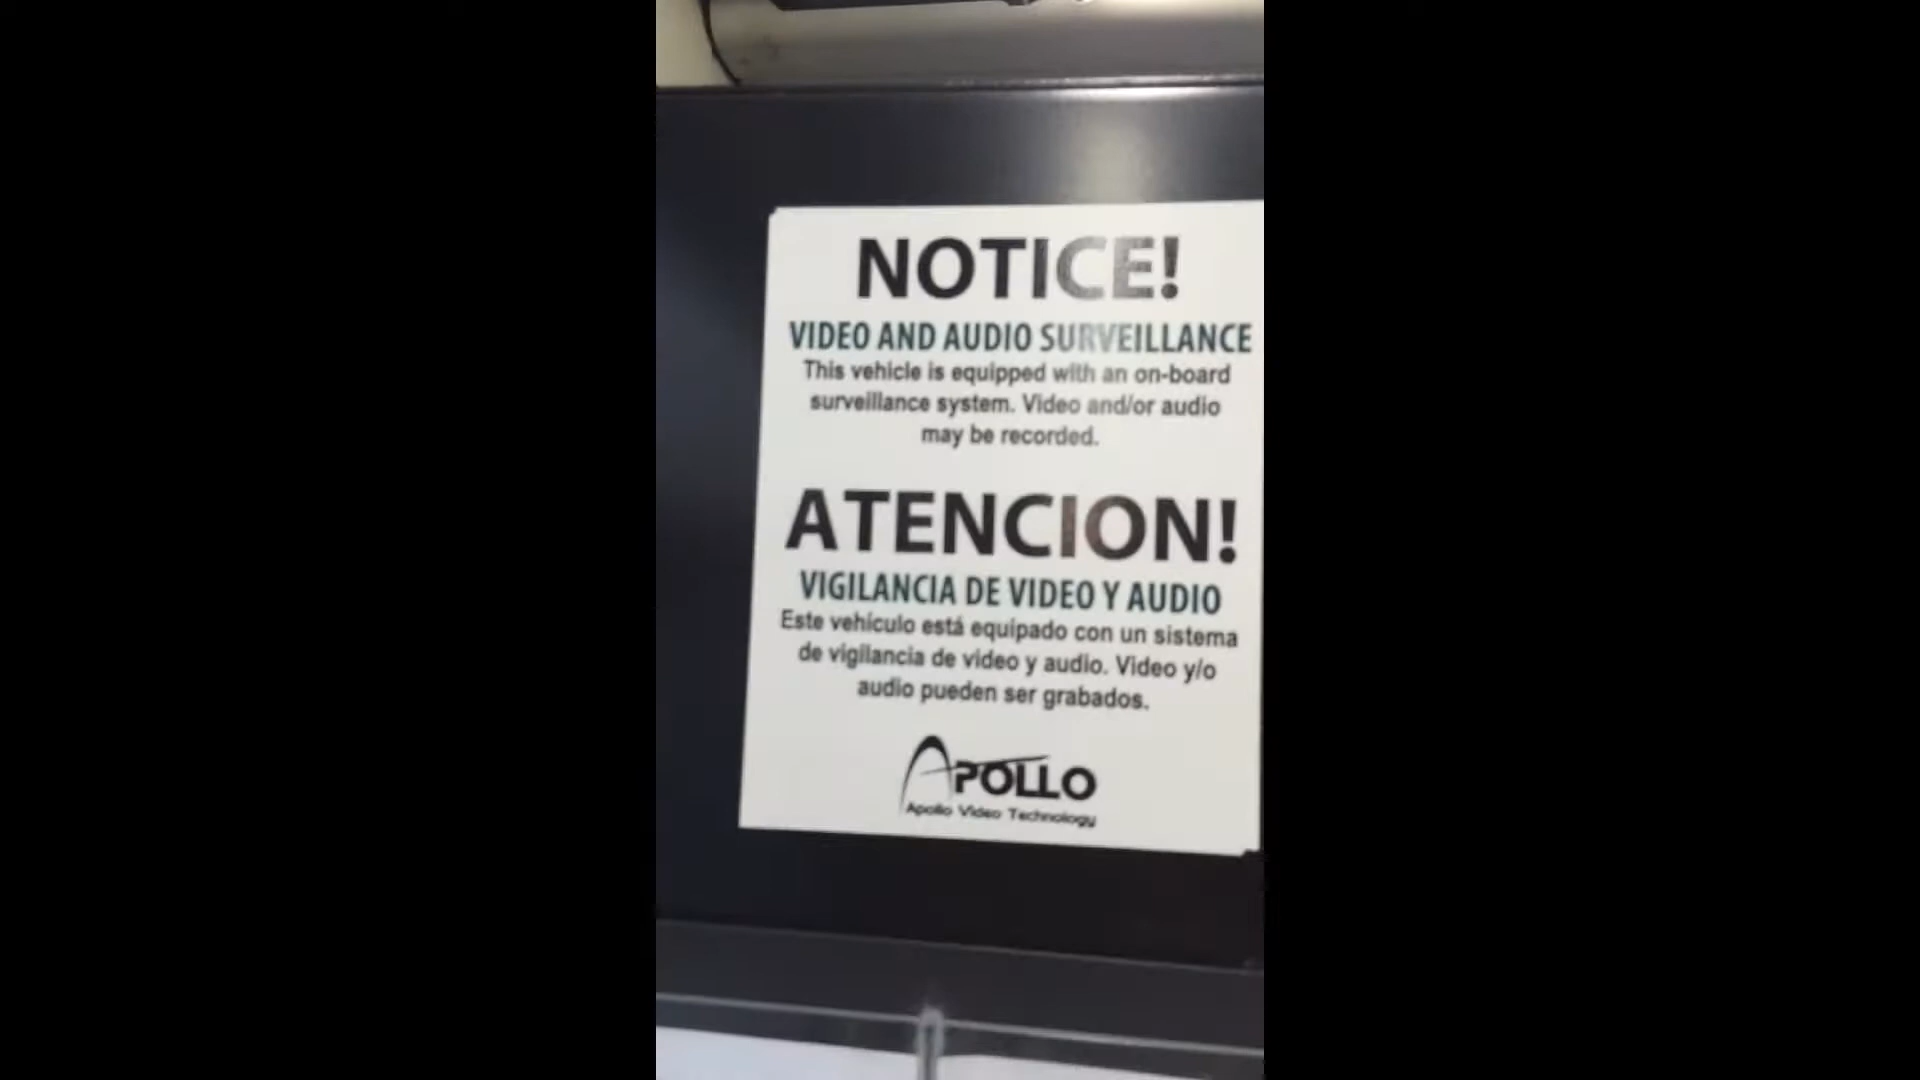 NOTICE!
VIDEO AND AUDIO SURVEILLANCE
This vehicle is equipped with an on-board
surveillance system. Video and/or audio
may be recorded.
ATENCION!
VIGILANCIA DE VIDEO Y AUDIO
Este vehículo está equipado con un sistema
de vigilancia de video y audio. Video y/o
audio pueden ser grabados.
APOLLO
Apollo Video Technology